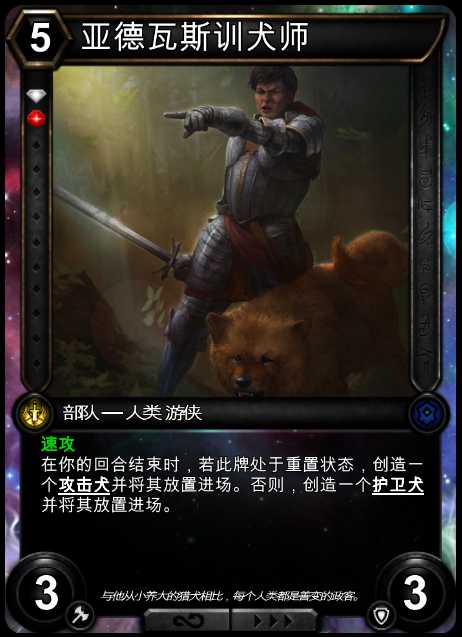 5 亚德瓦斯训犬师
部队 — 人类 游侠
速攻
在你的回合结束时，若此牌处于重置状态，创造一
个攻击犬并将其放置进场。否则，创造一个护卫犬
并将其放置进场。
3
与他从小养大的猎犬相比，每个人类都是善变的政客。
3